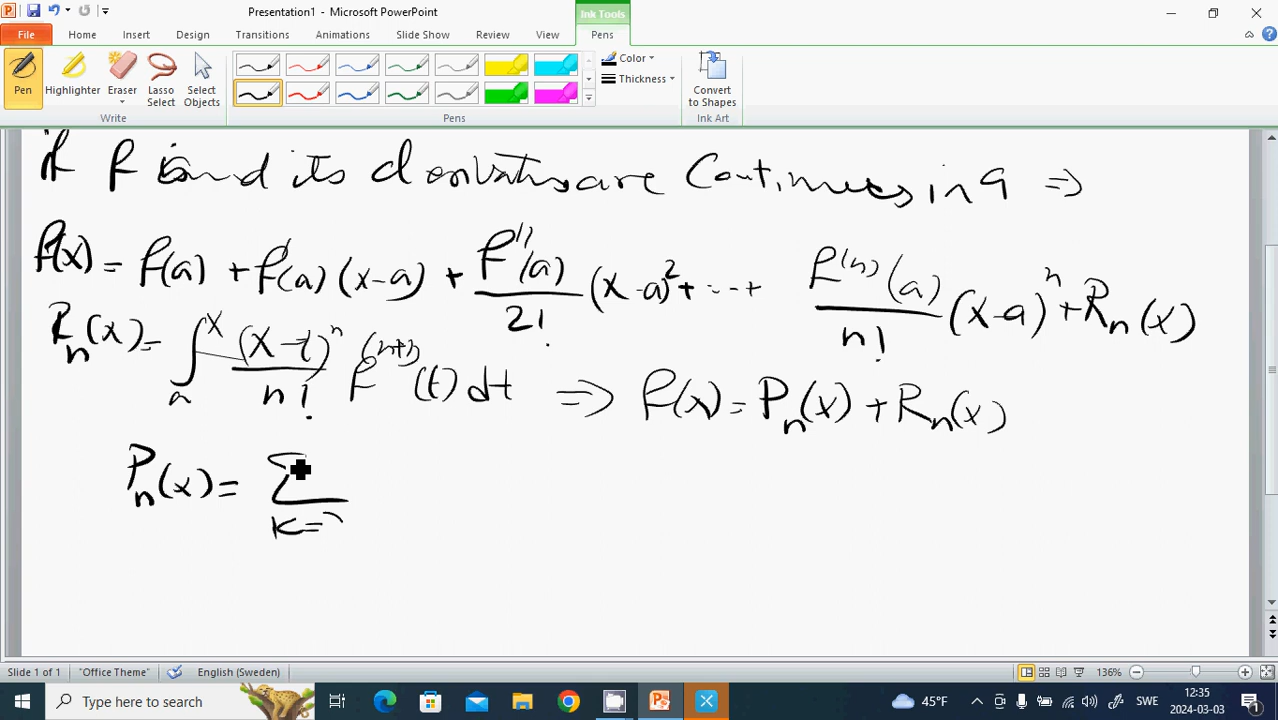 Presentation1 - Microsoft PowerPoint
Ink Tools
File Home Insert Design Transitions Animations Slide Show Review View Pens
Pen Highlighter Eraser Lasso Select Select Objects
Color
Thickness
Convert to Shapes
Write Pens Ink Art
if f and its are in a ⇒
f(x) = f(a) + f'(a)(x-a) + f''(a)/2! (x-a)² + ... + f⁽ⁿ⁾(a)/n! (x-a)ⁿ + Rₙ(x)
Rₙ(x) = ∫ₐˣ (x-t)ⁿ/n! f⁽ⁿ⁺¹⁾(t) dt ⇒ f(x) = Pₙ(x) + Rₙ(x)
Pₙ(x) = Σ k=
Slide 1 of 1 "Office Theme" English (Sweden) 136%
Type here to search 45°F SWE 12:35
2024-03-03